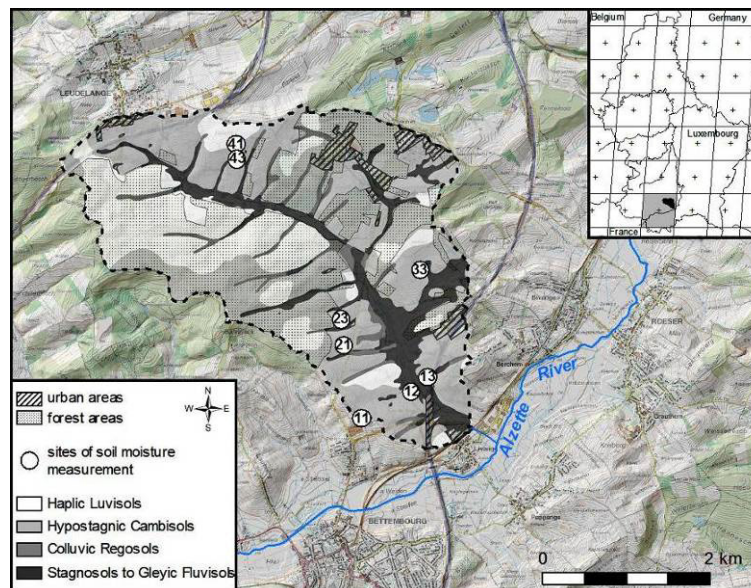 Belgium
Germany
Luxembourg
France
LEUDELANGE
41
43
33
23
21
13
12
11
Bivange
Berchem
ROESER
Crauthem
River
Alzette
BETTEMBOURG
urban areas
forest areas
N
W E
S
sites of soil moisture
measurement
Haplic Luvisols
Hypostagnic Cambisols
Colluvic Regosols
Stagnosols to Gleyic Fluvisols
0 2 km